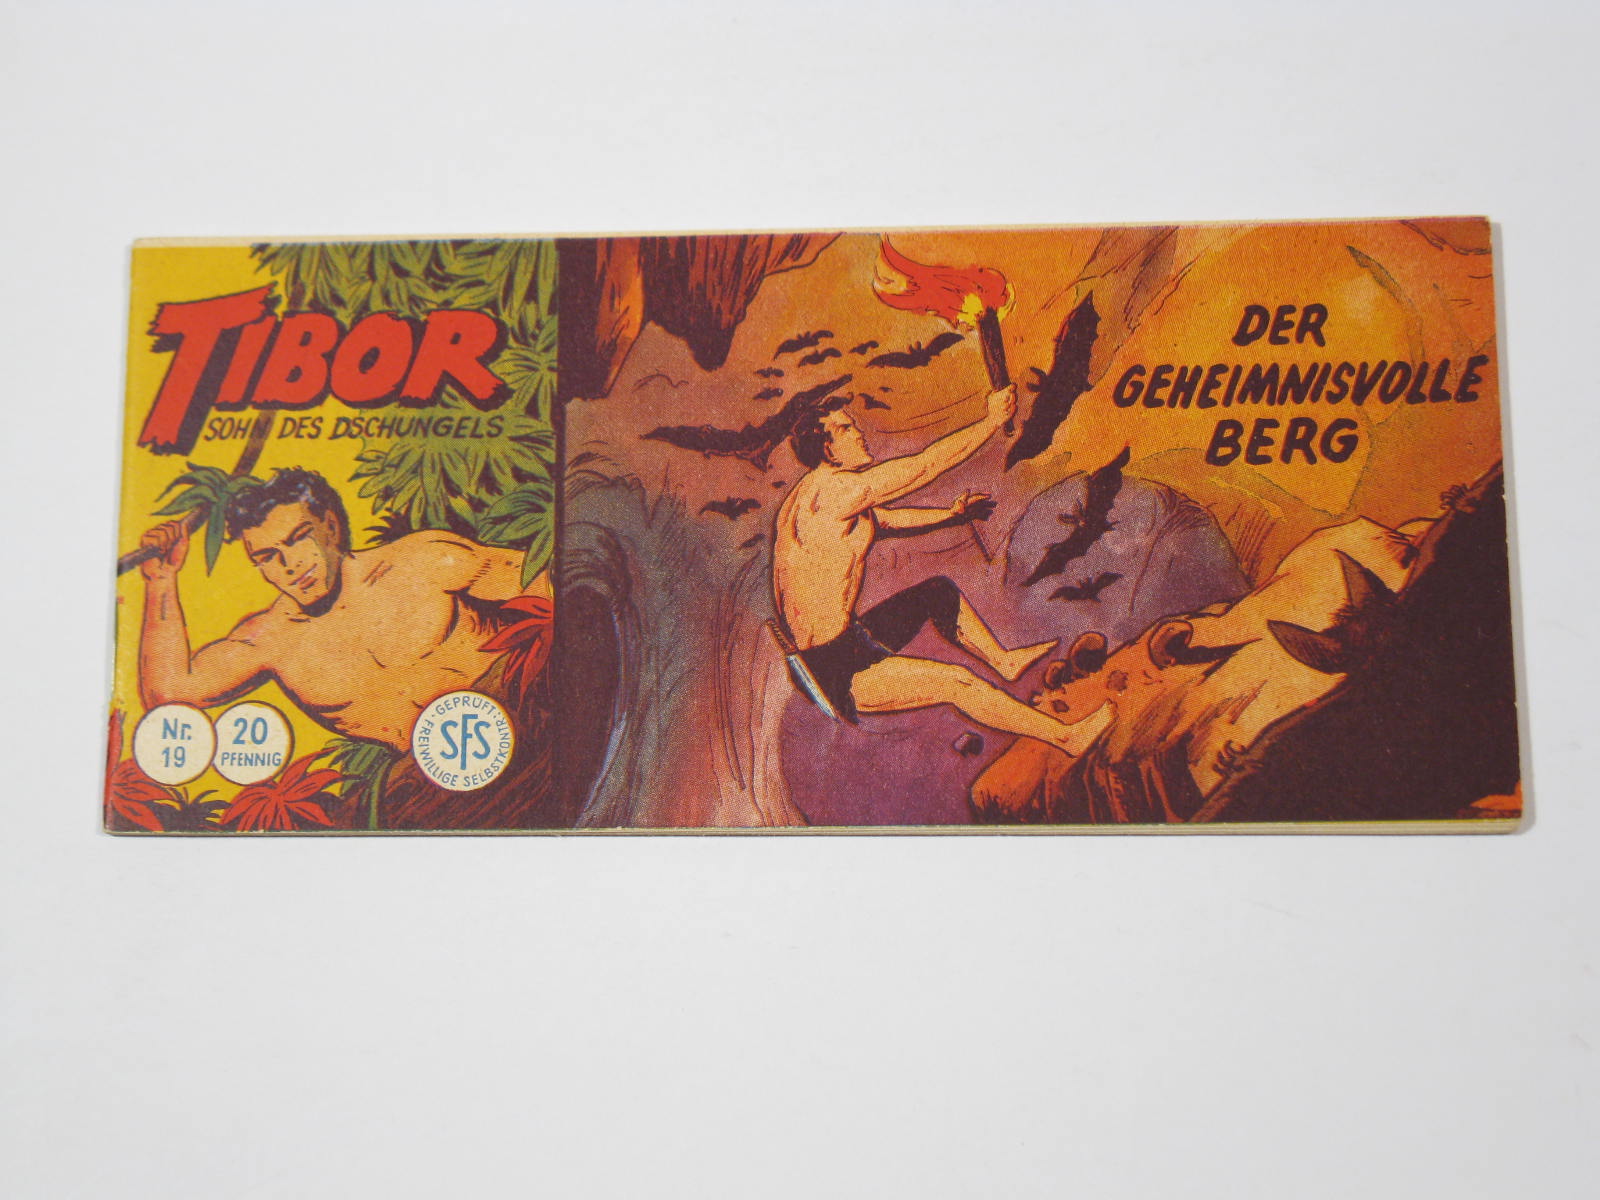 TIBOR
SOHN DES DSCHUNGELS
Nr. 19
20 PFENNIG
· GEPRÜFT · FREIWILLIGE SELBSTKONTR.
SFS
DER
GEHEIMNISVOLLE
BERG